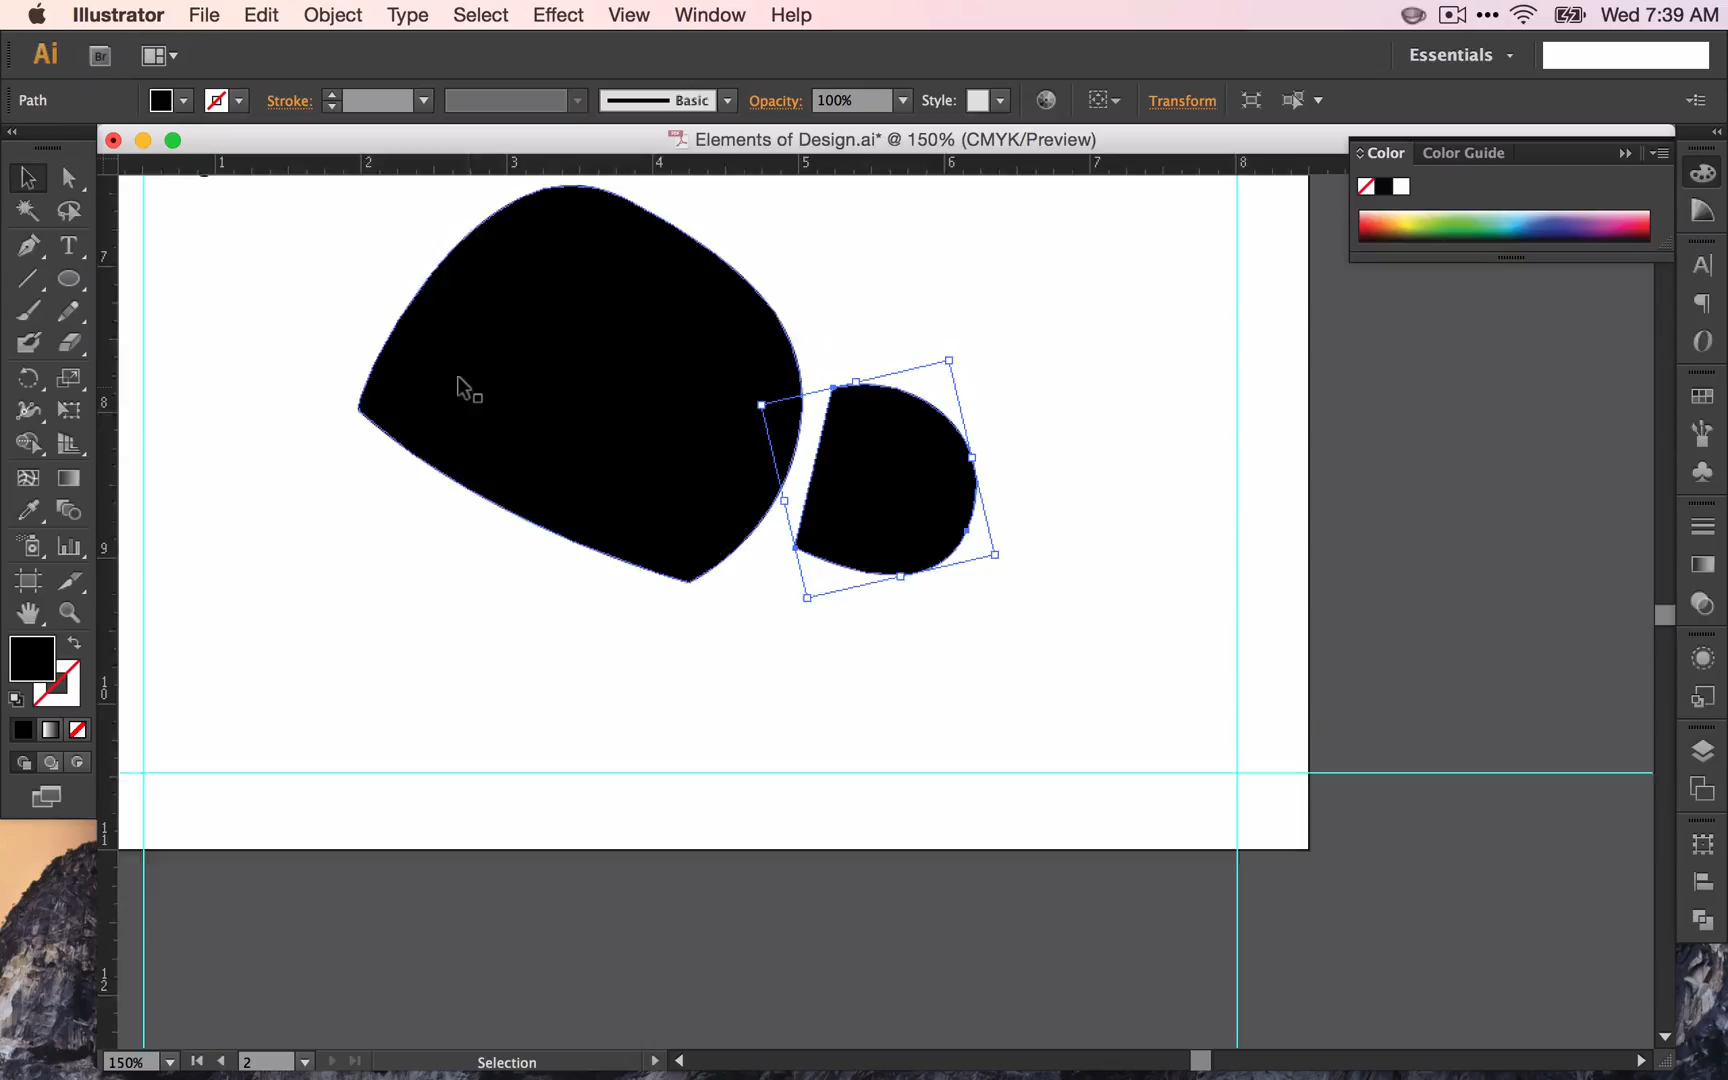 Illustrator File Edit Object Type Select Effect View Window Help Wed 7:39 AM
Ai Br Essentials
Path Stroke: Basic Opacity: 100% Style: Transform
Elements of Design.ai* @ 150% (CMYK/Preview)
Color Color Guide
1 2 3 4 5 6 7 8
7
8
9
10
11
12
T
A
O
150% 2 Selection